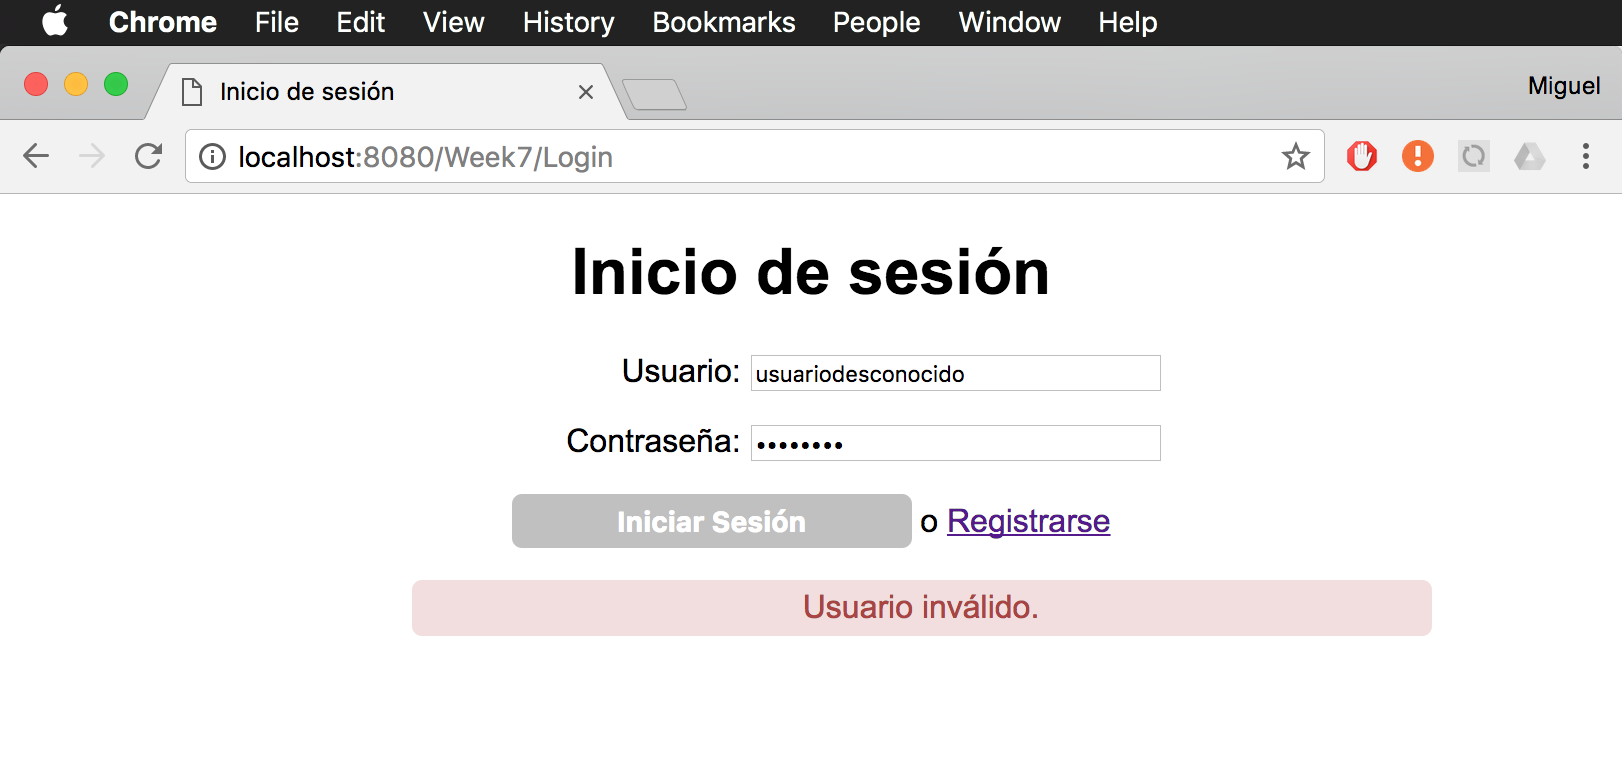 Chrome File Edit View History Bookmarks People Window Help
Inicio de sesión
Miguel
localhost:8080/Week7/Login
Inicio de sesión
Usuario: usuariodesconocido
Contraseña: ••••••••
Iniciar Sesión o Registrarse
Usuario inválido.